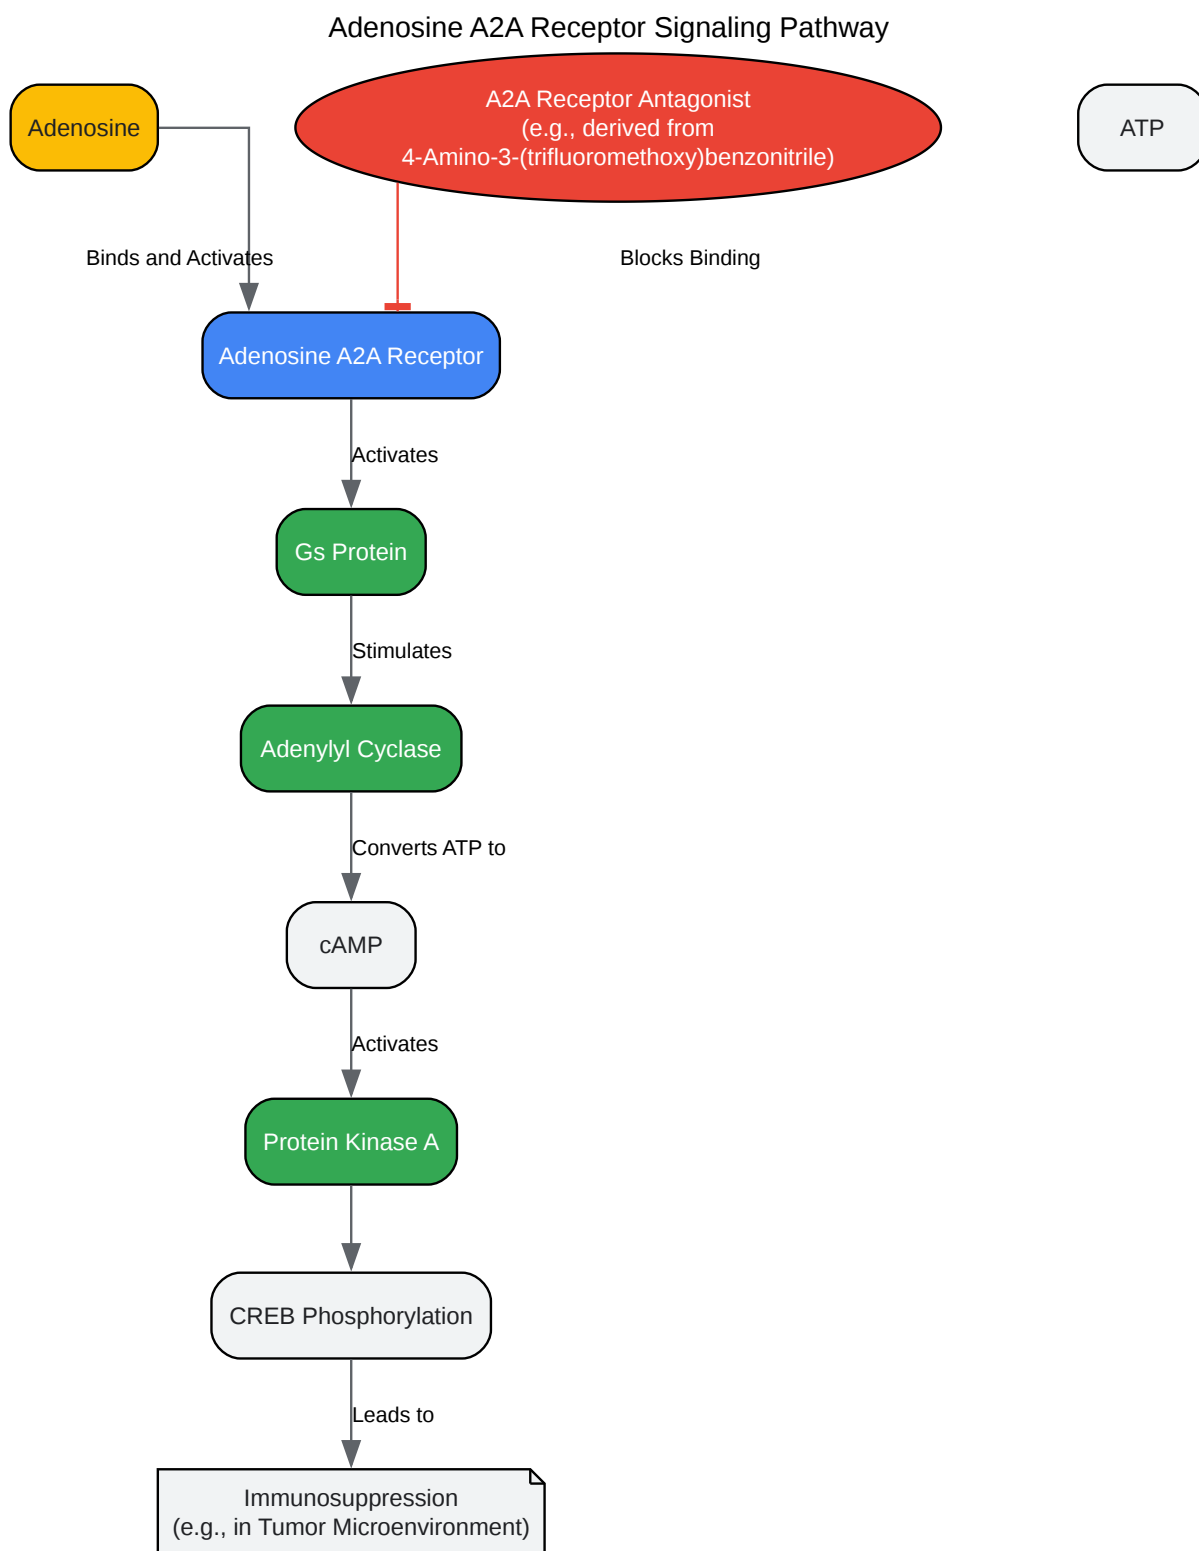 Adenosine A2A Receptor Signaling Pathway
Adenosine
A2A Receptor Antagonist
(e.g., derived from
4-Amino-3-(trifluoromethoxy)benzonitrile)
ATP
Binds and Activates
Blocks Binding
Adenosine A2A Receptor
Activates
Gs Protein
Stimulates
Adenylyl Cyclase
Converts ATP to
cAMP
Activates
Protein Kinase A
CREB Phosphorylation
Leads to
Immunosuppression
(e.g., in Tumor Microenvironment)